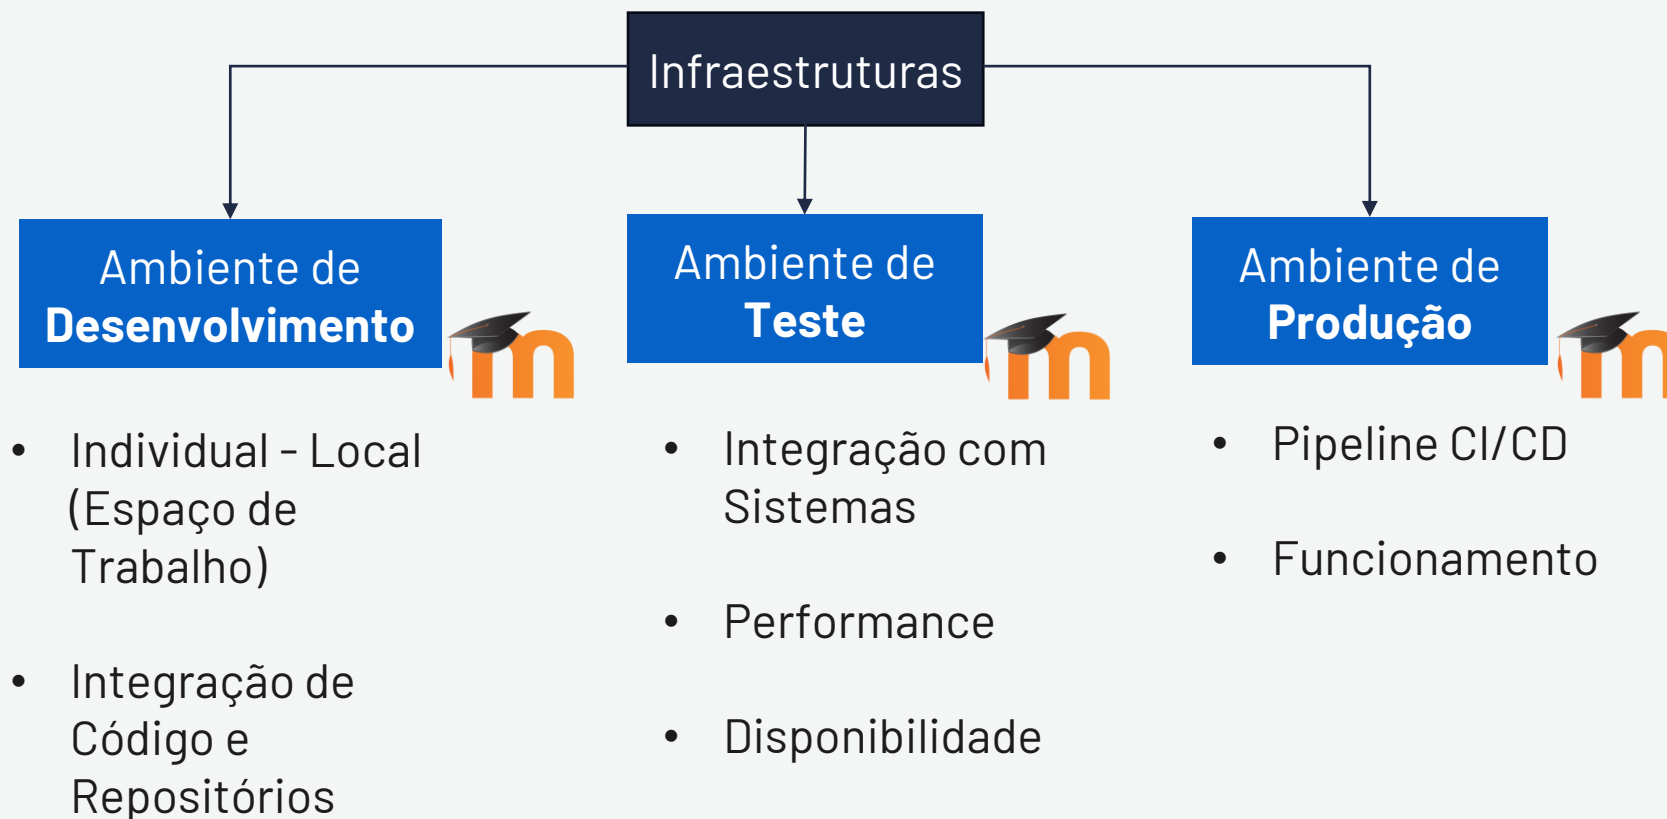 Infraestruturas
Ambiente de
Desenvolvimento
Ambiente de
Teste
Ambiente de
Produção
m
m
m
• Individual - Local
(Espaço de
Trabalho)
• Integração de
Código e
Repositórios
• Integração com
Sistemas
• Performance
• Disponibilidade
• Pipeline CI/CD
• Funcionamento